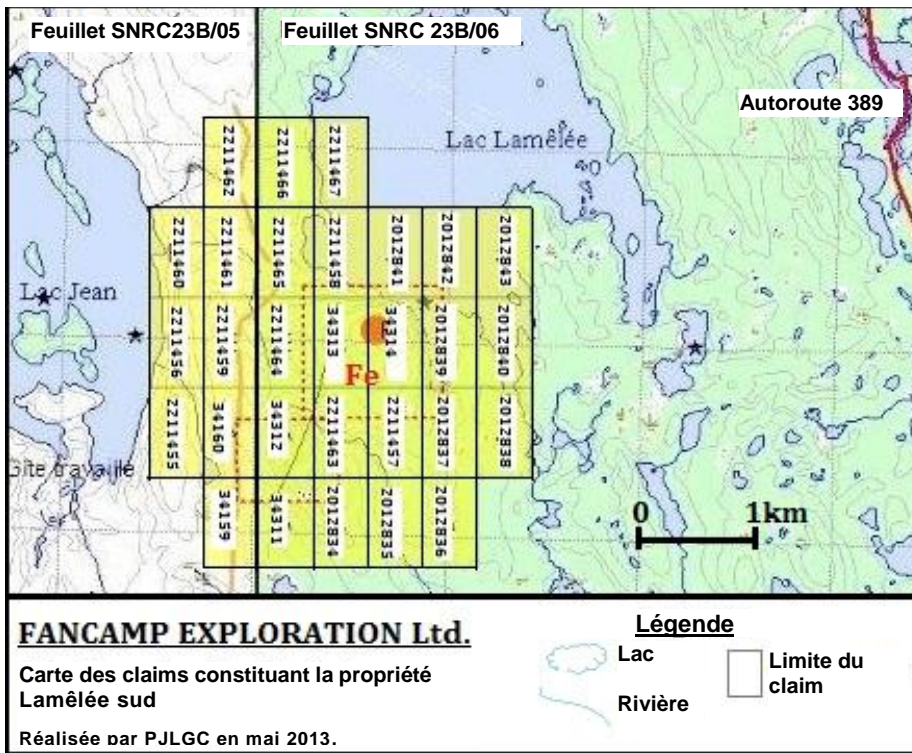 Feuillet SNRC23B/05
Feuillet SNRC 23B/06
Autoroute 389
Lac Lamêlée
2211462
2211466
2211467
2211460
2211461
2211465
2211458
2012841
2012842
2012843
Lac Jean
2211456
2211459
2211464
34313
34314
2012839
2012840
Fe
2211455
34160
34312
2211463
2211457
2012837
2012838
Gîte travaillé
34159
34311
2012834
2012835
2012836
0 1km
FANCAMP EXPLORATION Ltd.
Carte des claims constituant la propriété
Lamêlée sud
Réalisée par PJLGC en mai 2013.
Légende
Lac
Rivière
Limite du
claim